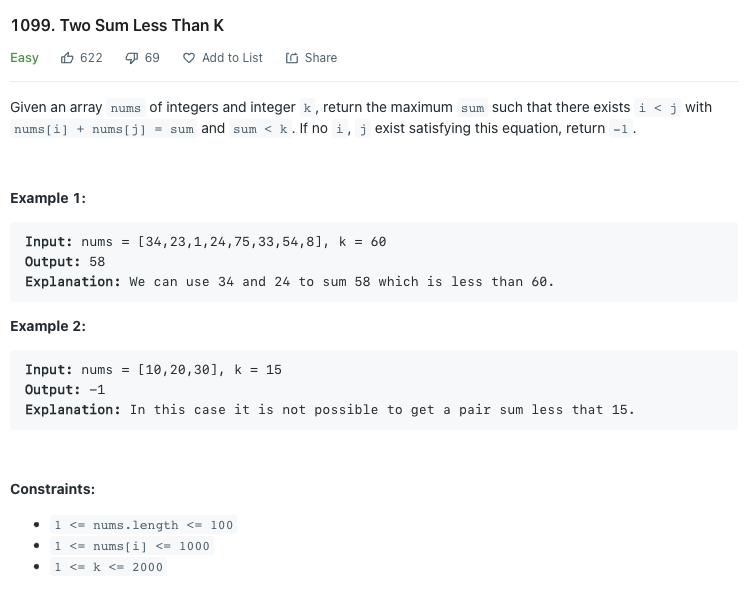 1099. Two Sum Less Than K
Easy 622 69 Add to List Share
Given an array nums of integers and integer k, return the maximum sum such that there exists i < j with
nums[i] + nums[j] = sum and sum < k. If no i, j exist satisfying this equation, return -1.
Example 1:
Input: nums = [34,23,1,24,75,33,54,8], k = 60
Output: 58
Explanation: We can use 34 and 24 to sum 58 which is less than 60.
Example 2:
Input: nums = [10,20,30], k = 15
Output: -1
Explanation: In this case it is not possible to get a pair sum less that 15.
Constraints:
• 1 <= nums.length <= 100
• 1 <= nums[i] <= 1000
• 1 <= k <= 2000